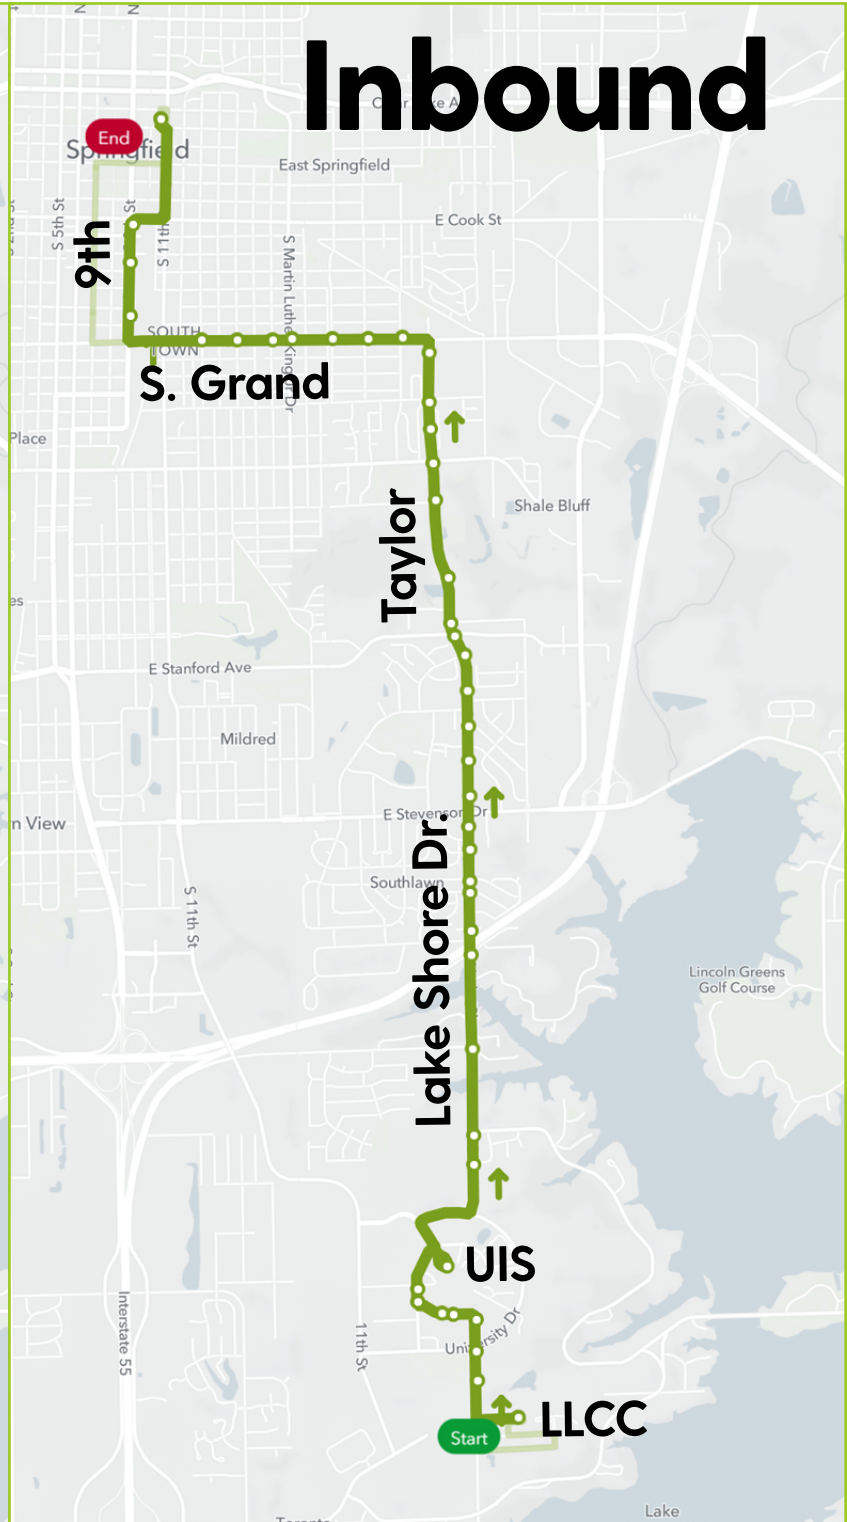 N
N
Inbound
End
Springfield
East Springfield
S 5th St
9th
S 11th
E Cook St
S Martin Luther King Jr Dr
SOUTH
TOWN
S. Grand
Place
Taylor
Shale Bluff
es
E Stanford Ave
Mildred
E Stevenson Dr
n View
Lake Shore Dr.
Southlawn
S 11th St
Lincoln Greens
Golf Course
UIS
Interstate 55
11th St
University Dr
LLCC
Start
Lake